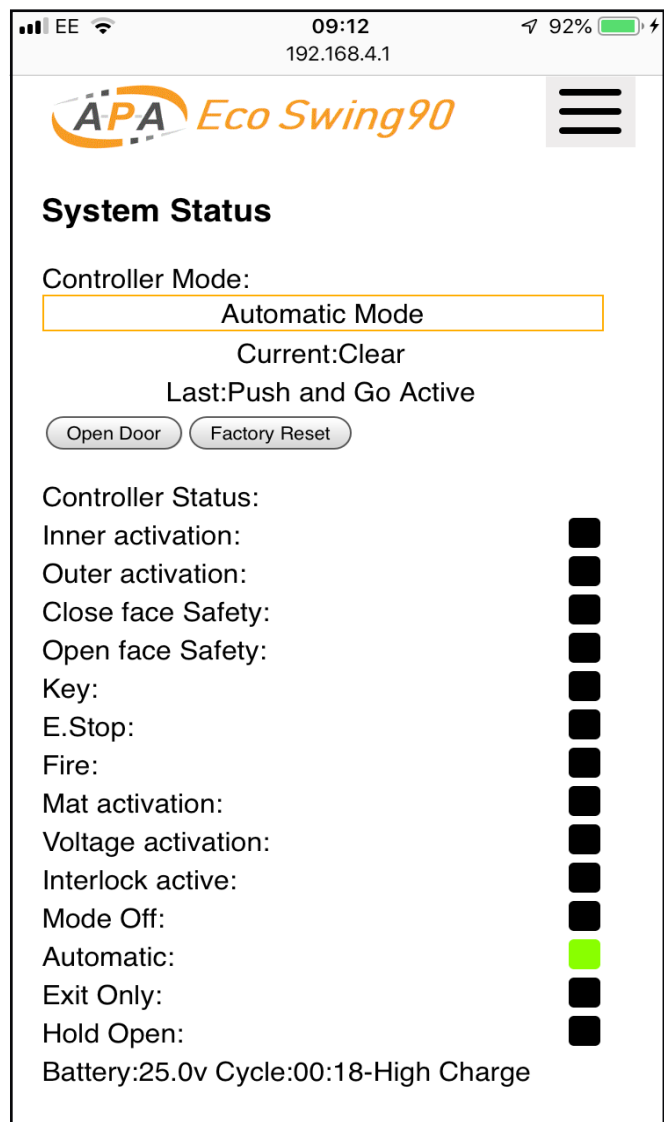 EE 09:12 92%
192.168.4.1
APA Eco Swing90
System Status
Controller Mode:
Automatic Mode
Current:Clear
Last:Push and Go Active
Open Door Factory Reset
Controller Status:
Inner activation:
Outer activation:
Close face Safety:
Open face Safety:
Key:
E.Stop:
Fire:
Mat activation:
Voltage activation:
Interlock active:
Mode Off:
Automatic:
Exit Only:
Hold Open:
Battery:25.0v Cycle:00:18-High Charge